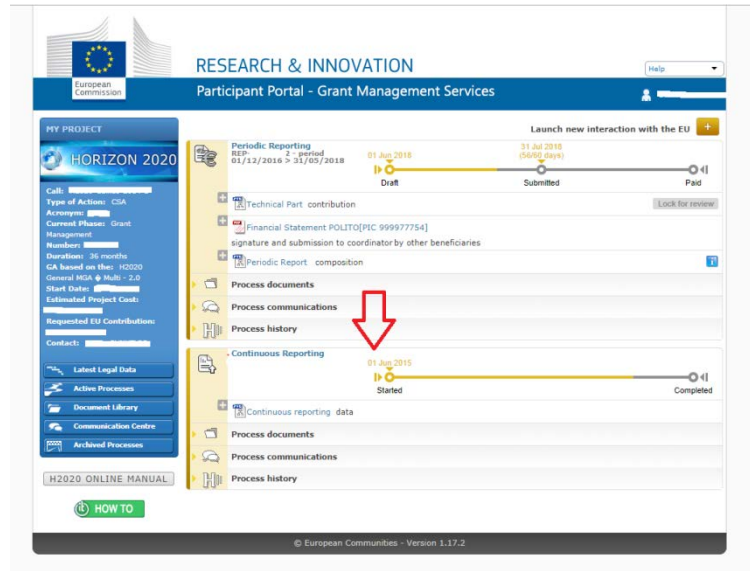 European
Commission
RESEARCH & INNOVATION
Participant Portal - Grant Management Services
Help
MY PROJECT
HORIZON 2020
Call:
Type of Action: CSA
Acronym:
Current Phase: Grant
Management
Number:
Duration: 36 months
GA based on the: H2020
General MGA � Multi - 2.0
Start Date:
Estimated Project Cost:
Requested EU Contribution:
Contact:
Latest Legal Data
Active Processes
Document Library
Communication Centre
Archived Processes
H2020 ONLINE MANUAL
HOW TO
Launch new interaction with the EU +
Periodic Reporting
REP- 2 - period
01/12/2016 > 31/05/2018
01 Jun 2018
31 Jul 2018
(56/60 days)
Draft Submitted Paid
Technical Part contribution
Lock for review
Financial Statement POLITO[PIC 999977754]
signature and submission to coordinator by other beneficiaries
Periodic Report composition
Process documents
Process communications
Process history
Continuous Reporting
01 Jun 2015
Started Completed
Continuous reporting data
Process documents
Process communications
Process history
© European Communities - Version 1.17.2